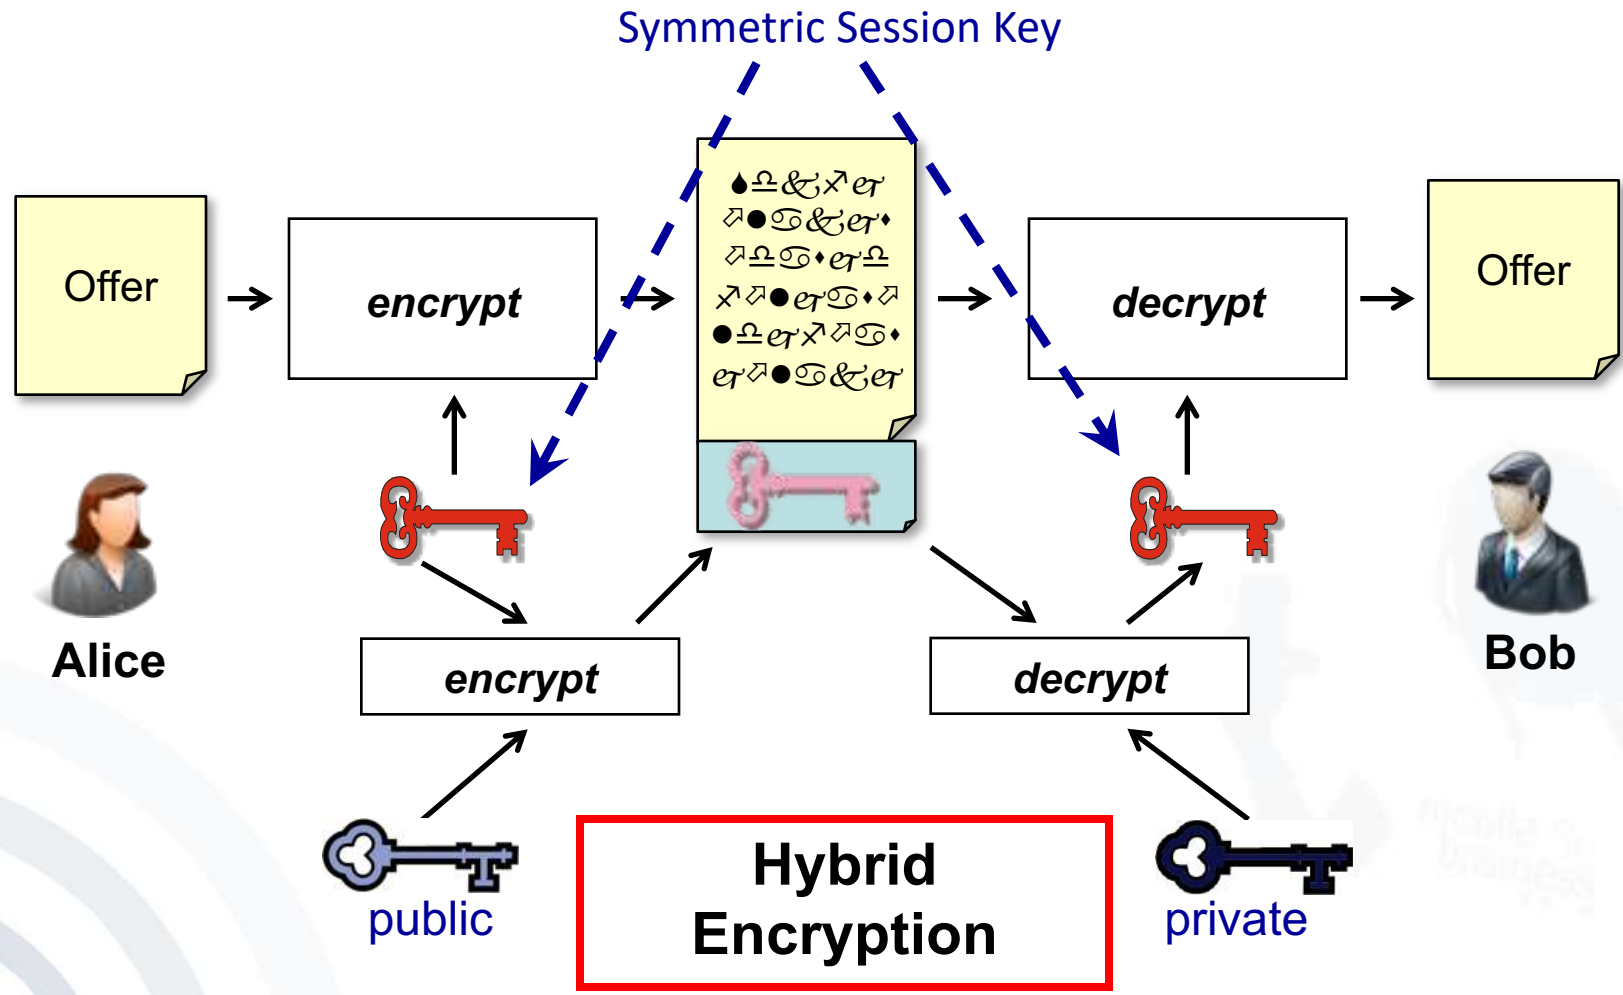 Symmetric Session Key
Offer
encrypt
decrypt
Offer
Alice
Bob
encrypt
decrypt
public
Hybrid
Encryption
private